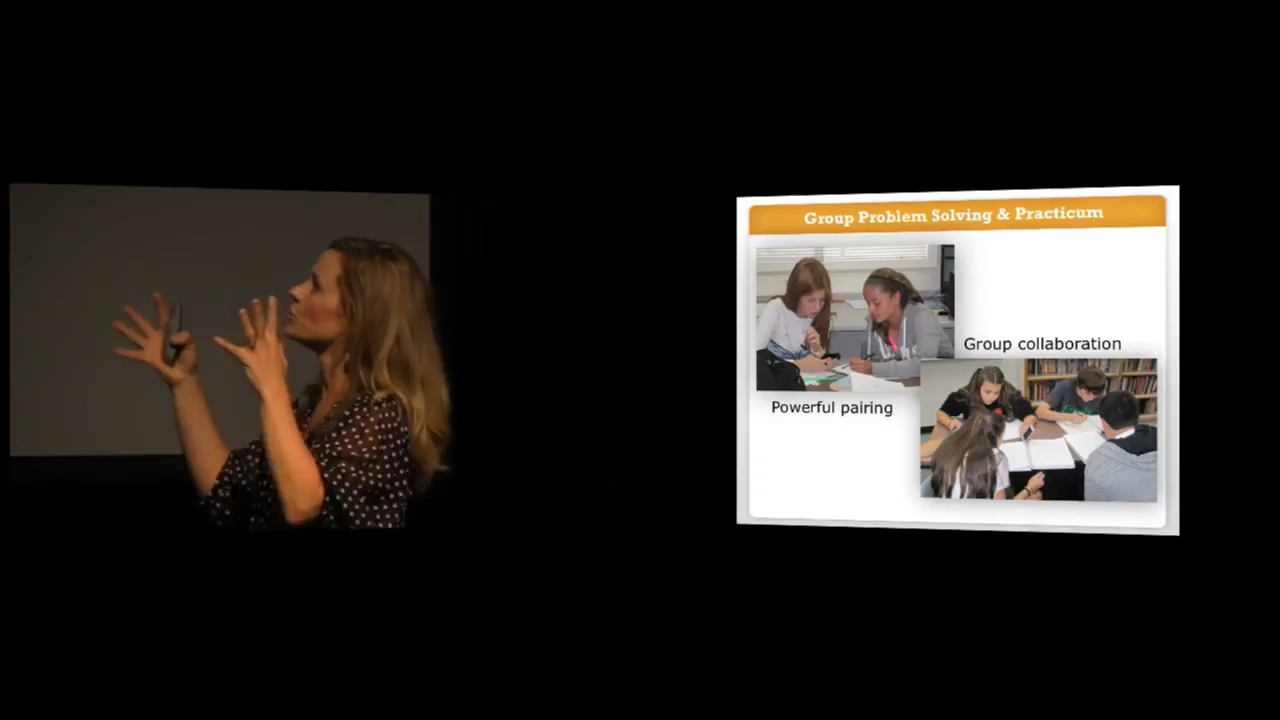 Group Problem Solving & Practicum
Group collaboration
Powerful pairing